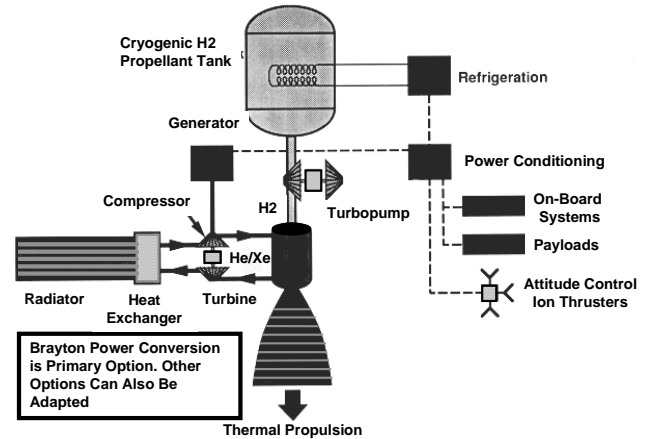 Cryogenic H2
Propellant Tank
Refrigeration
Generator
Power Conditioning
Compressor
H2
Turbopump
On-Board
Systems
Payloads
He/Xe
Radiator
Heat
Exchanger
Turbine
Attitude Control
Ion Thrusters
Brayton Power Conversion
is Primary Option. Other
Options Can Also Be
Adapted
Thermal Propulsion